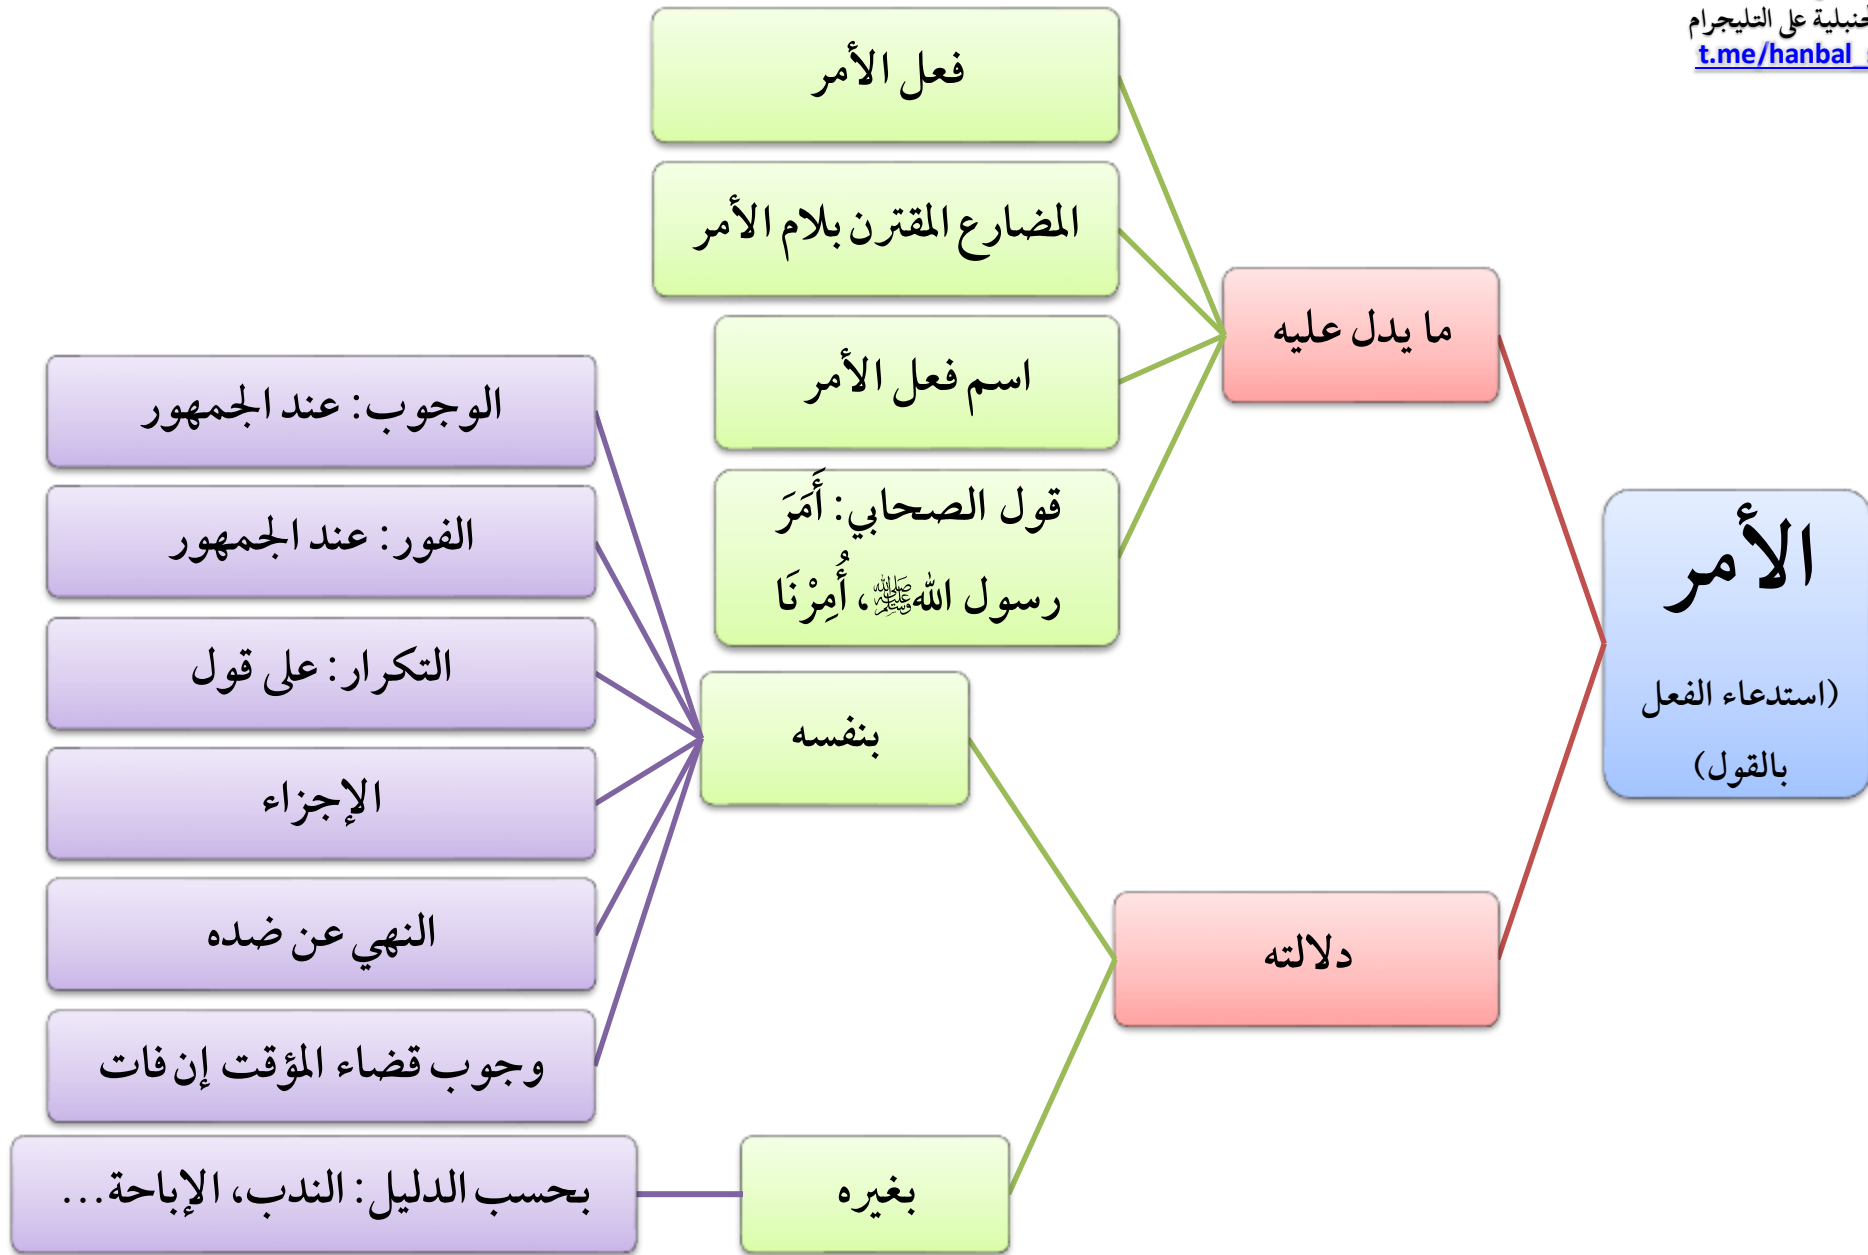 على التليجرام
t.me/hanbal_
الأمر
(استدعاء الفعل
بالقول)
ما يدل عليه
فعل الأمر
المضارع المقترن بلام الأمر
اسم فعل الأمر
قول الصحابي: أَمَرَ
رسول الله ﷺ، أُمِرْنَا
دلالته
بنفسه
الوجوب: عند الجمهور
الفور: عند الجمهور
التكرار: على قول
الإجزاء
النهي عن ضده
وجوب قضاء المؤقت إن فات
بغيره
بحسب الدليل: الندب، الإباحة...